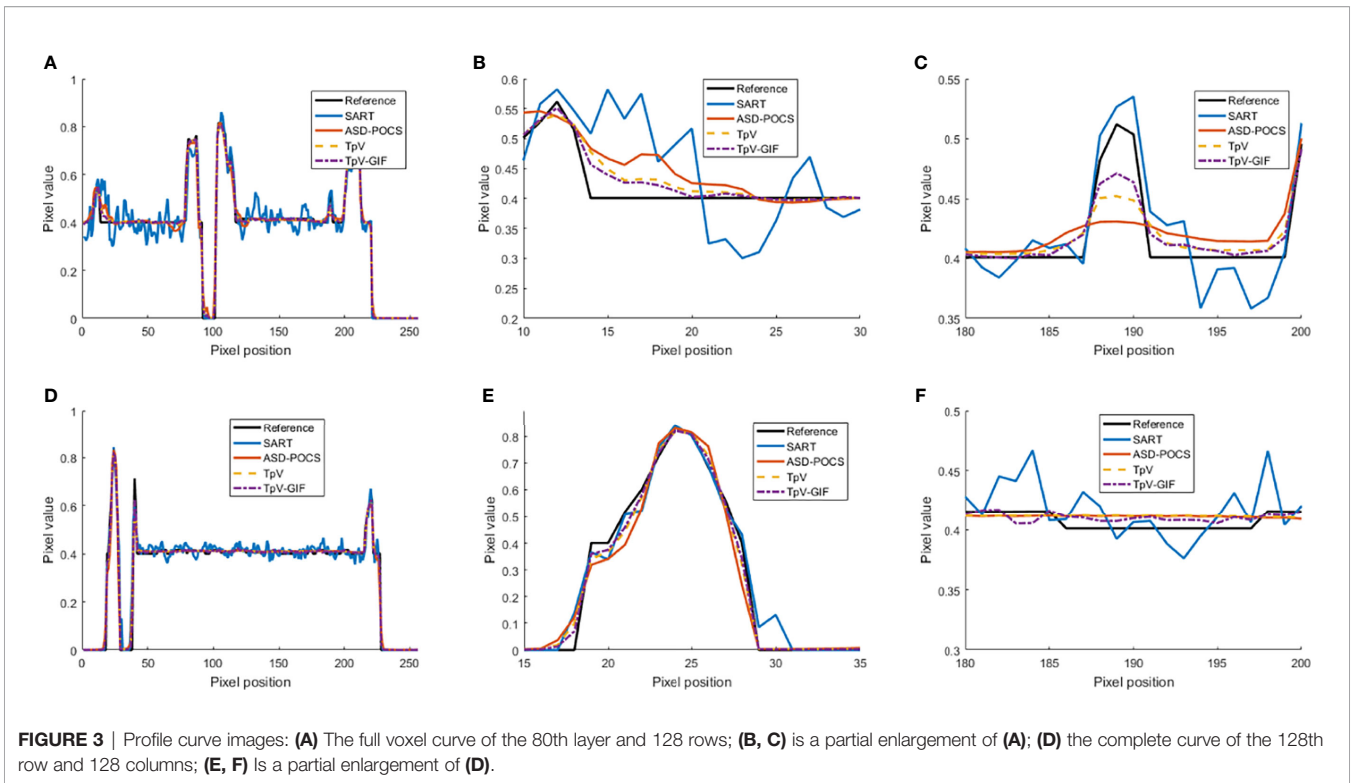 A
Pixel value
1
0.8
0.6
0.4
0.2
0
0 50 100 150 200 250
Pixel position
Reference
SART
ASD-POCS
TpV
TpV-GIF
B
Pixel value
0.6
0.55
0.5
0.45
0.4
0.35
0.3
0.25
0.2
10 15 20 25 30
Pixel position
Reference
SART
ASD-POCS
TpV
TpV-GIF
C
Pixel value
0.55
0.5
0.45
0.4
0.35
180 185 190 195 200
Pixel position
Reference
SART
ASD-POCS
TpV
TpV-GIF
D
Pixel value
1
0.8
0.6
0.4
0.2
0
0 50 100 150 200 250
Pixel position
Reference
SART
ASD-POCS
TpV
TpV-GIF
E
Pixel value
0.8
0.7
0.6
0.5
0.4
0.3
0.2
0.1
0
15 20 25 30 35
Pixel position
Reference
SART
ASD-POCS
TpV
TpV-GIF
F
Pixel value
0.5
0.45
0.4
0.35
0.3
180 185 190 195 200
Pixel position
Reference
SART
ASD-POCS
TpV
TpV-GIF
FIGURE 3 | Profile curve images: (A) The full voxel curve of the 80th layer and 128 rows; (B, C) is a partial enlargement of (A); (D) the complete curve of the 128th
row and 128 columns; (E, F) Is a partial enlargement of (D).